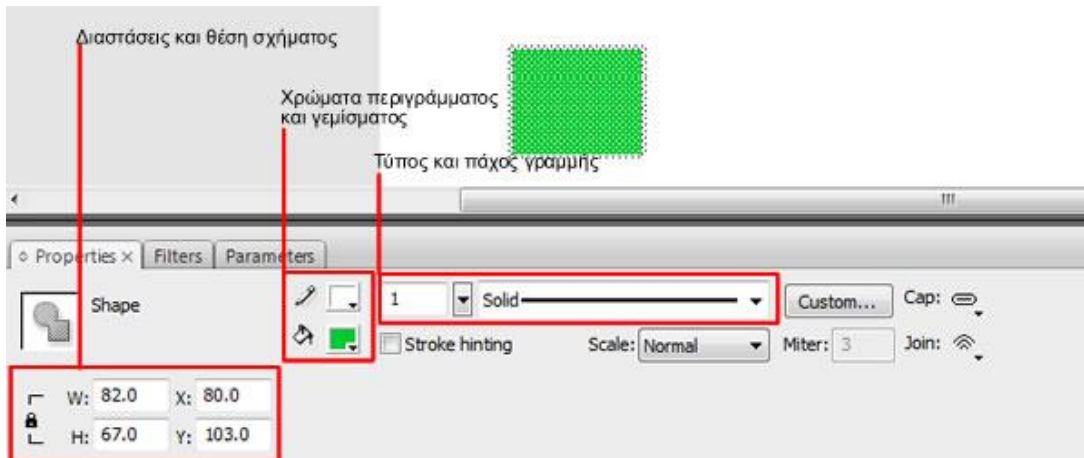 Διαστάσεις και θέση σχήματος
Χρώματα περιγράμματος
και γεμίσματος
Τύπος και πάχος γραμμής
Properties × Filters Parameters
Shape
1 Solid Custom... Cap:
Stroke hinting Scale: Normal Miter: 3 Join:
W: 82.0 X: 80.0
H: 67.0 Y: 103.0